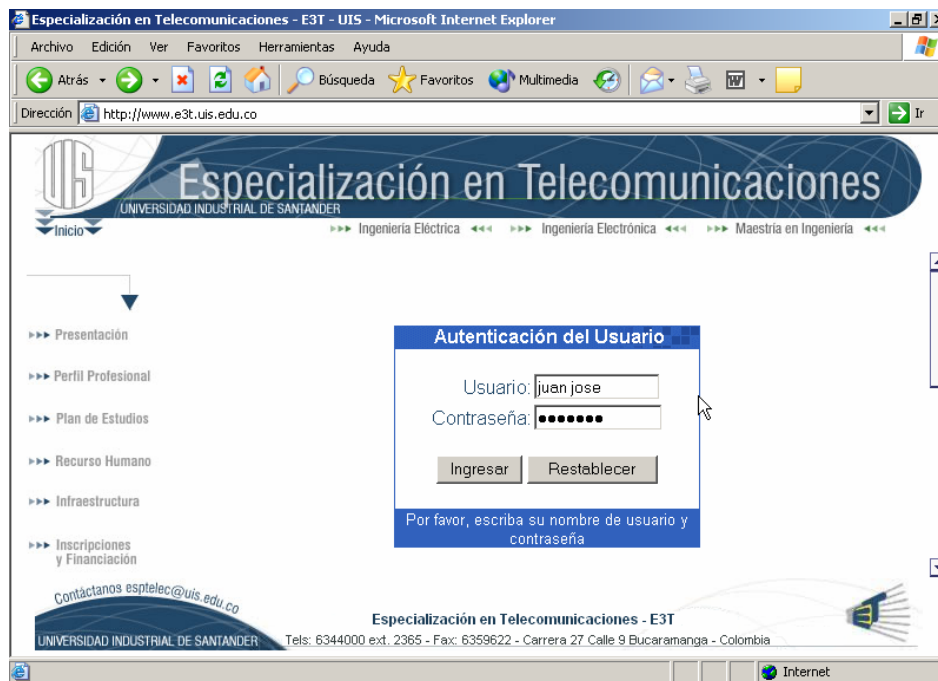 Especialización en Telecomunicaciones - E3T - UIS - Microsoft Internet Explorer
Archivo Edición Ver Favoritos Herramientas Ayuda
Atrás Búsqueda Favoritos Multimedia
Dirección http://www.e3t.uis.edu.co Ir
UIS
Especialización en Telecomunicaciones
UNIVERSIDAD INDUSTRIAL DE SANTANDER
Inicio
Ingeniería Eléctrica Ingeniería Electrónica Maestría en Ingeniería
Presentación
Perfil Profesional
Plan de Estudios
Recurso Humano
Infraestructura
Inscripciones
y Financiación
Autenticación del Usuario
Usuario: juan jose
Contraseña: •••••••
Ingresar Restablecer
Por favor, escriba su nombre de usuario y
contraseña
Contáctanos esptelec@uis.edu.co
UNIVERSIDAD INDUSTRIAL DE SANTANDER
Especialización en Telecomunicaciones - E3T
Tels: 6344000 ext. 2365 - Fax: 6359622 - Carrera 27 Calle 9 Bucaramanga - Colombia
Internet